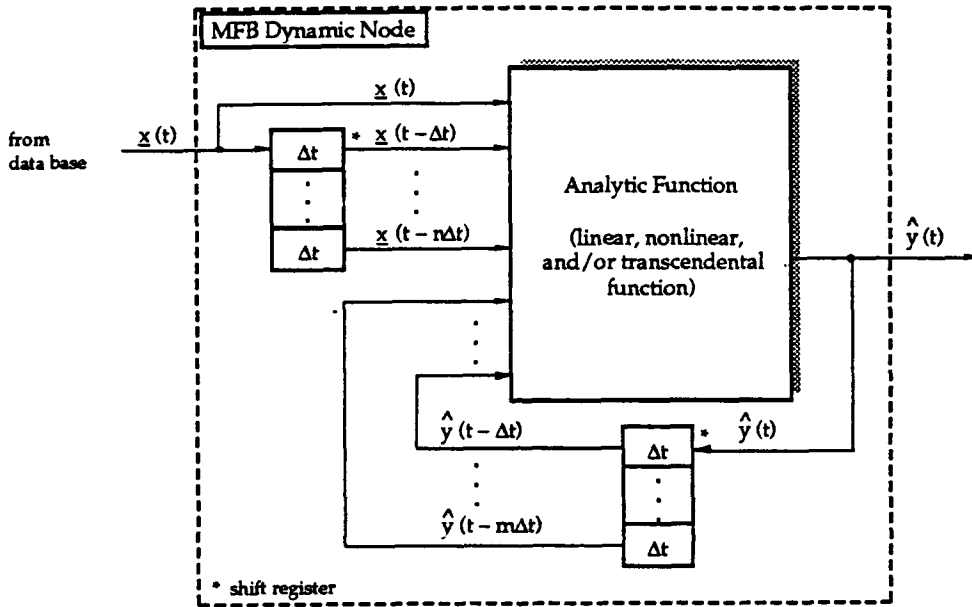 MFB Dynamic Node
x (t)
from
data base
x (t)
Δt
* x (t – Δt)
Δt
x (t – nΔt)
Analytic Function
(linear, nonlinear,
and/or transcendental
function)
ŷ (t)
ŷ (t – Δt)
Δt
* ŷ (t)
ŷ (t – mΔt)
Δt
* shift register